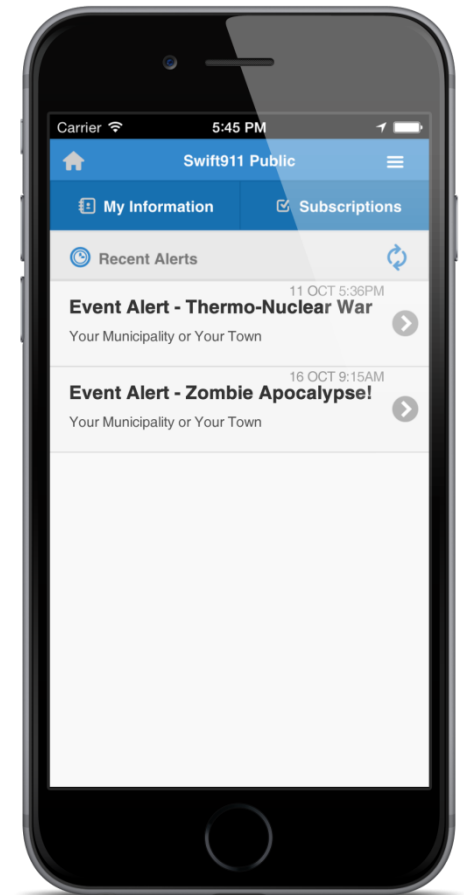 Carrier 5:45 PM
Swift911 Public
My Information Subscriptions
Recent Alerts
11 OCT 5:36PM
Event Alert - Thermo-Nuclear War
Your Municipality or Your Town
16 OCT 9:15AM
Event Alert - Zombie Apocalypse!
Your Municipality or Your Town